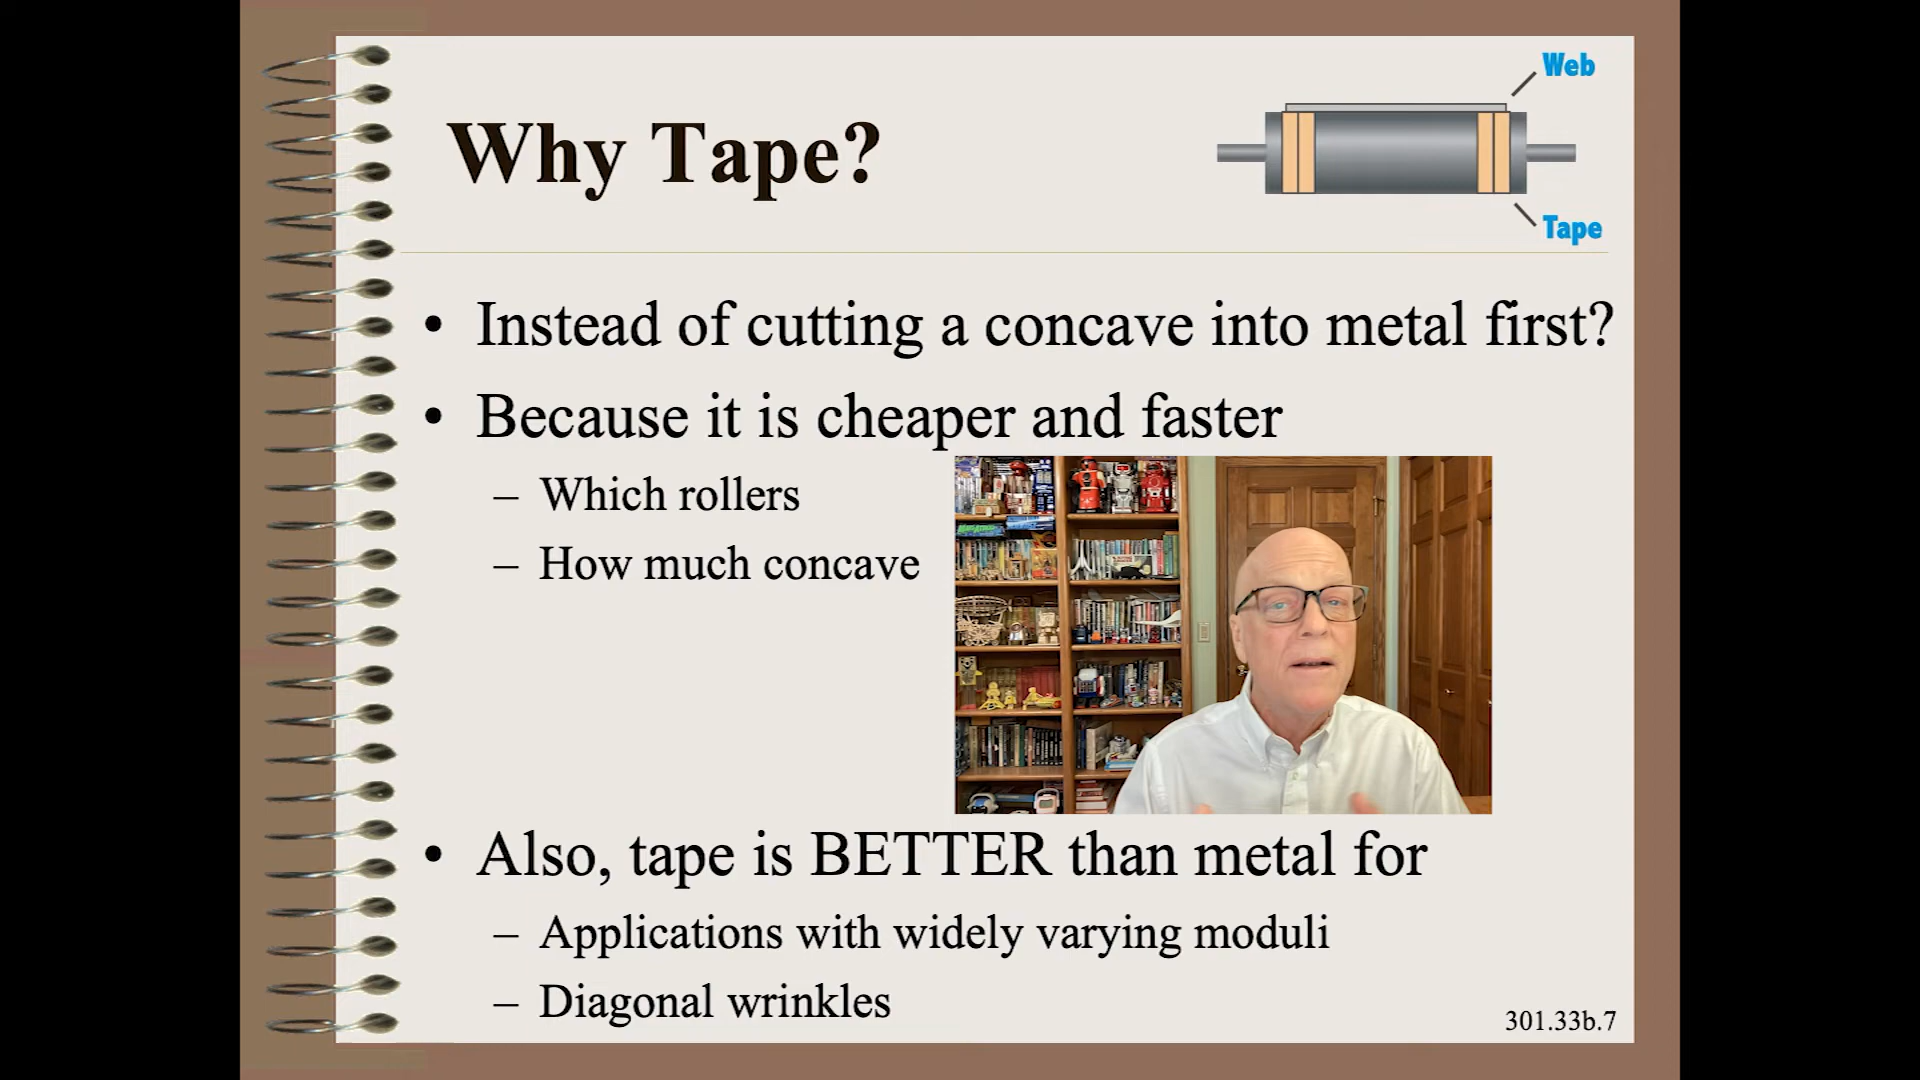 Web
Why Tape?
Tape
• Instead of cutting a concave into metal first?
• Because it is cheaper and faster
– Which rollers
– How much concave
• Also, tape is BETTER than metal for
– Applications with widely varying moduli
– Diagonal wrinkles
301.33b.7